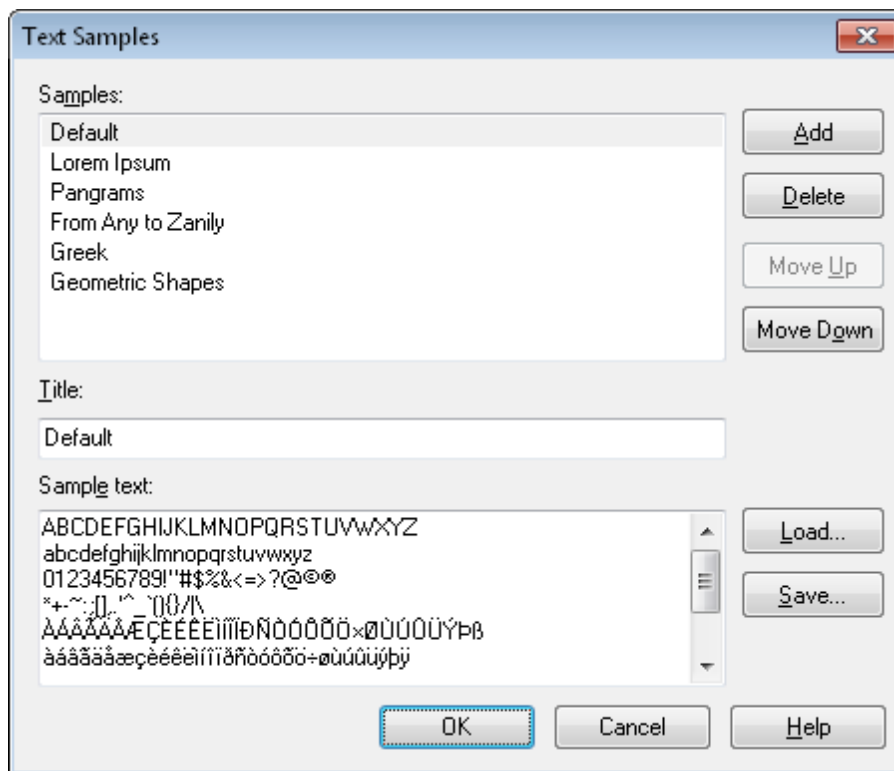 Text Samples
Samples:
Default
Lorem Ipsum
Pangrams
From Any to Zanily
Greek
Geometric Shapes
Add
Delete
Move Up
Move Down
Title:
Default
Sample text:
ABCDEFGHIJKLMNOPQRSTUVWXYZ
abcdefghijklmnopqrstuvwxyz
0123456789!"#$%&<=>?@©®
*+-~:;[],.'^_`(){}/|\
ÀÁÂÃÄÅÆÇÈÉÊËÌÍÎÏÐÑÒÓÔÕÖ×ØÙÚÛÜÝÞß
àáâãäåæçèéêëìíîïðñòóôõö÷øùúûüýþÿ
Load...
Save...
OK
Cancel
Help